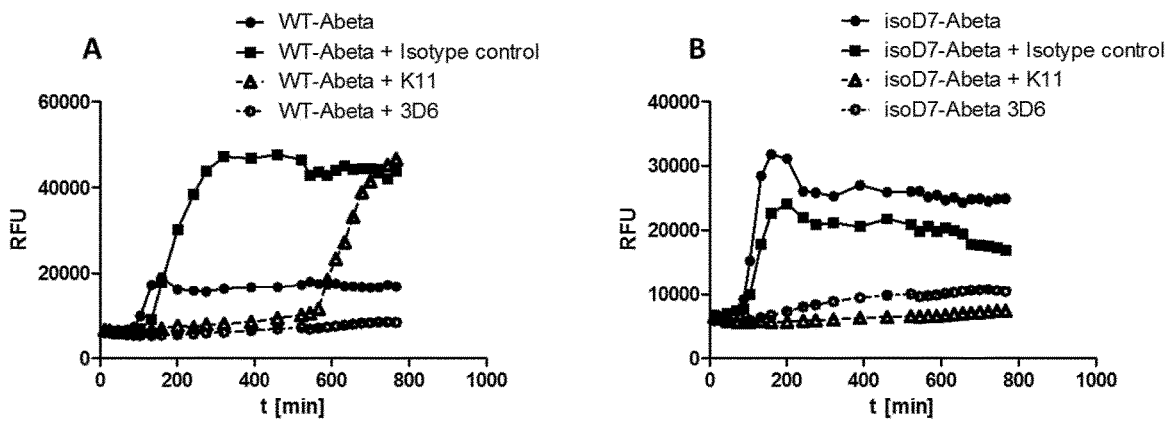 A
WT-Abeta
WT-Abeta + Isotype control
WT-Abeta + K11
WT-Abeta + 3D6
60000
40000
20000
0
RFU
0 200 400 600 800 1000
t [min]
B
isoD7-Abeta
isoD7-Abeta + Isotype control
isoD7-Abeta + K11
isoD7-Abeta 3D6
40000
30000
20000
10000
0
RFU
0 200 400 600 800 1000
t [min]